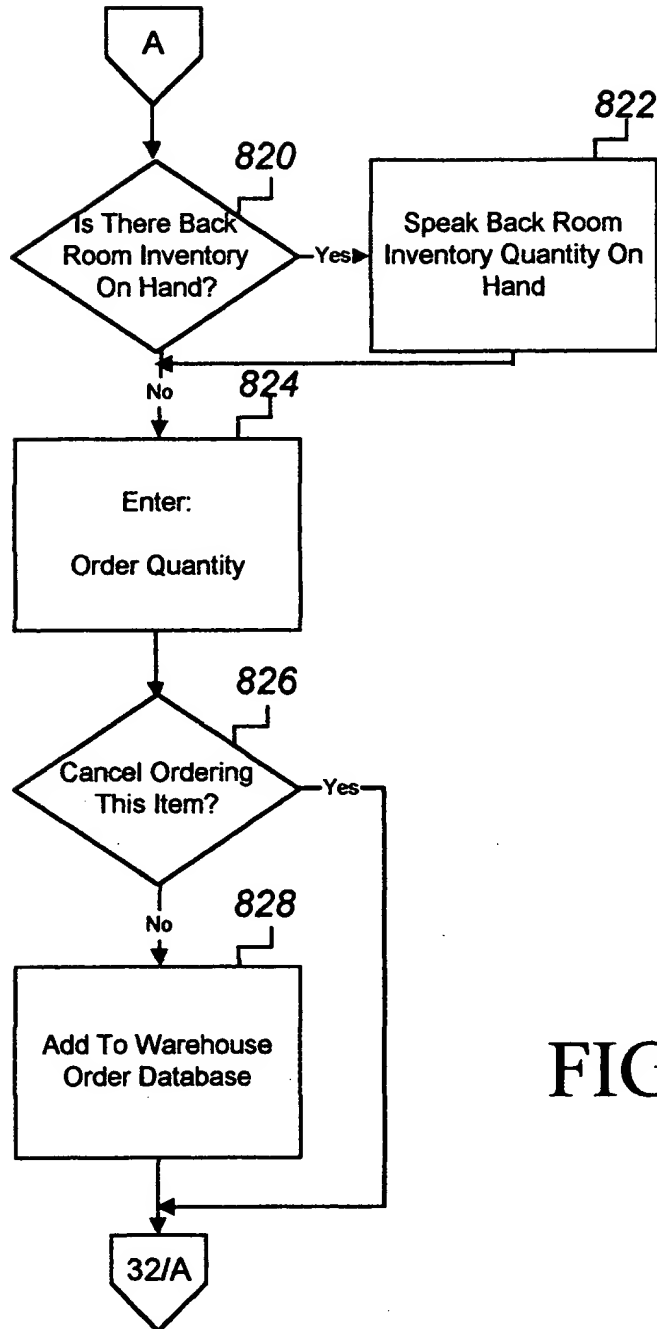 A
820
Is There Back
Room Inventory
On Hand?
Yes
822
Speak Back Room
Inventory Quantity On
Hand
No
824
Enter:
Order Quantity
826
Cancel Ordering
This Item?
Yes
No
828
Add To Warehouse
Order Database
FIG
32/A